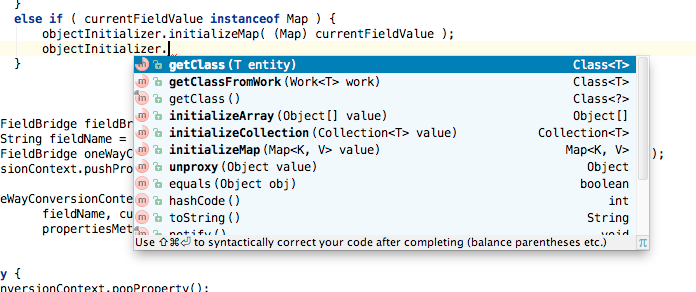 }
else if ( currentFieldValue instanceof Map ) {
objectInitializer.initializeMap( (Map) currentFieldValue );
objectInitializer.
}
getClass(T entity) Class<T>
getClassFromWork(Work<T> work) Class<T>
getClass() Class<?>
FieldBridge fieldBr initializeArray(Object[] value) Object[]
String fieldName = initializeCollection(Collection<T> value) Collection<T>
FieldBridge oneWayC initializeMap(Map<K, V> value) Map<K, V> );
sionContext.pushPro unproxy(Object value) Object
equals(Object obj) boolean
eWayConversionConte hashCode() int
fieldName, cu toString() String
propertiesMet notify() void
Use ⇧⌘⏎ to syntactically correct your code after completing (balance parentheses etc.) π
y {
nversionContext.popProperty();